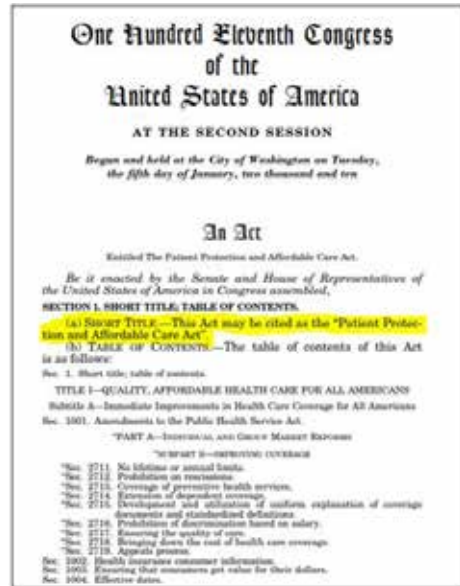 One Hundred Eleventh Congress
of the
United States of America
AT THE SECOND SESSION
Begun and held at the City of Washington on Tuesday,
the fifth day of January, two thousand and ten
An Act
Entitled The Patient Protection and Affordable Care Act.
Be it enacted by the Senate and House of Representatives of
the United States of America in Congress assembled,
SECTION 1. SHORT TITLE; TABLE OF CONTENTS.
(a) SHORT TITLE.—This Act may be cited as the “Patient Protec-
tion and Affordable Care Act”.
(b) TABLE OF CONTENTS.—The table of contents of this Act
is as follows:
Sec. 1. Short title; table of contents.
TITLE I—QUALITY, AFFORDABLE HEALTH CARE FOR ALL AMERICANS
Subtitle A—Immediate Improvements in Health Care Coverage for All Americans
Sec. 1001. Amendments to the Public Health Service Act.
“PART A—INDIVIDUAL AND GROUP MARKET REFORMS
“SUBPART II—IMPROVING COVERAGE
“Sec. 2711. No lifetime or annual limits.
“Sec. 2712. Prohibition on rescissions.
“Sec. 2713. Coverage of preventive health services.
“Sec. 2714. Extension of dependent coverage.
“Sec. 2715. Development and utilization of uniform explanation of coverage
documents and standardized definitions.
“Sec. 2716. Prohibition of discrimination based on salary.
“Sec. 2717. Ensuring the quality of care.
“Sec. 2718. Bringing down the cost of health care coverage.
“Sec. 2719. Appeals process.
Sec. 1002. Health insurance consumer information.
Sec. 1003. Ensuring that consumers get value for their dollars.
Sec. 1004. Effective dates.